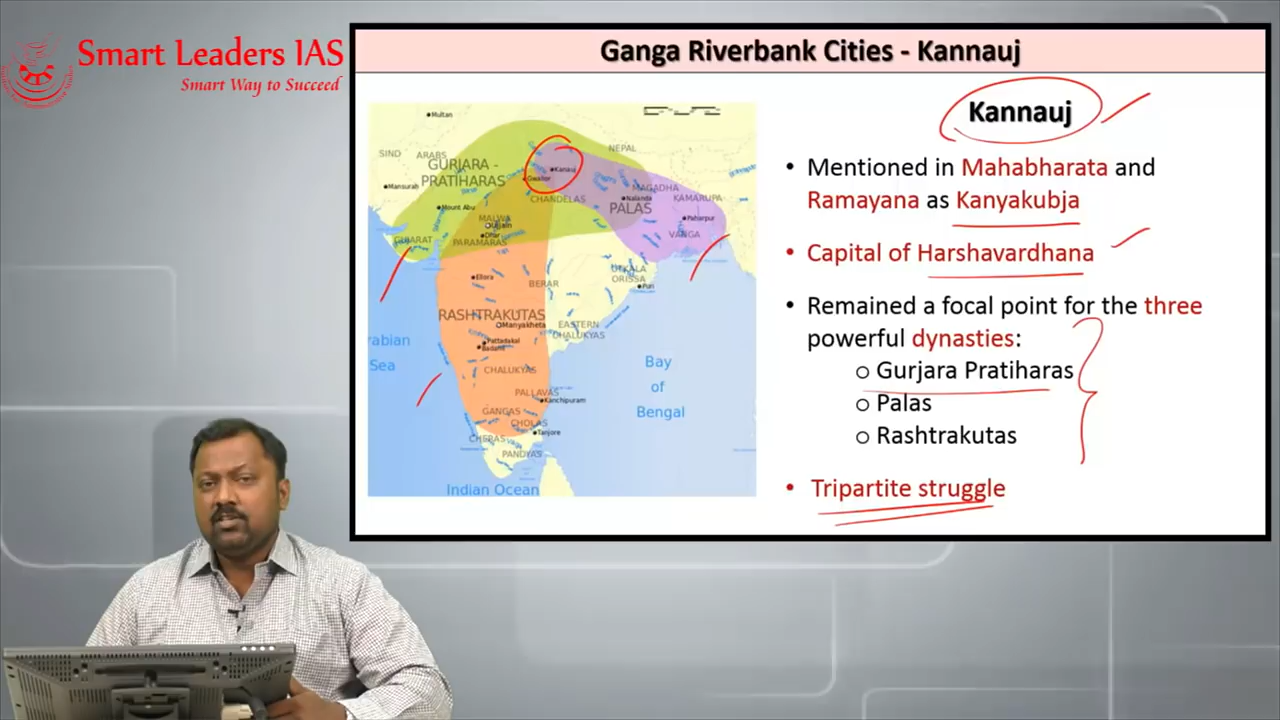 Smart Leaders IAS
Smart Way to Succeed
Ganga Riverbank Cities - Kannauj
Kannauj
• Mentioned in Mahabharata and
Ramayana as Kanyakubja
• Capital of Harshavardhana
• Remained a focal point for the three
powerful dynasties:
o Gurjara Pratiharas
o Palas
o Rashtrakutas
• Tripartite struggle
Multan
SIND
ARABS
NEPAL
GURJARA -
PRATIHARAS
Kanauj
Gwalior
Mansurah
MAGADHA
Nalanda
KAMARUPA
CHANDELAS
Mount Abu
PALAS
MALWA
Ujjain
Paharpur
Dhar
VANGA
GUJARAT
PARAMARAS
UTKALA
ORISSA
Ellora
BERAR
Puri
RASHTRAKUTAS
Manyakheta
EASTERN
CHALUKYAS
Pattadakal
Badami
rabian
Sea
Bay
of
Bengal
CHALUKYAS
PALLAVAS
Kanchipuram
GANGAS
CHOLAS
Tanjore
CHERAS
PANDYAS
Indian Ocean